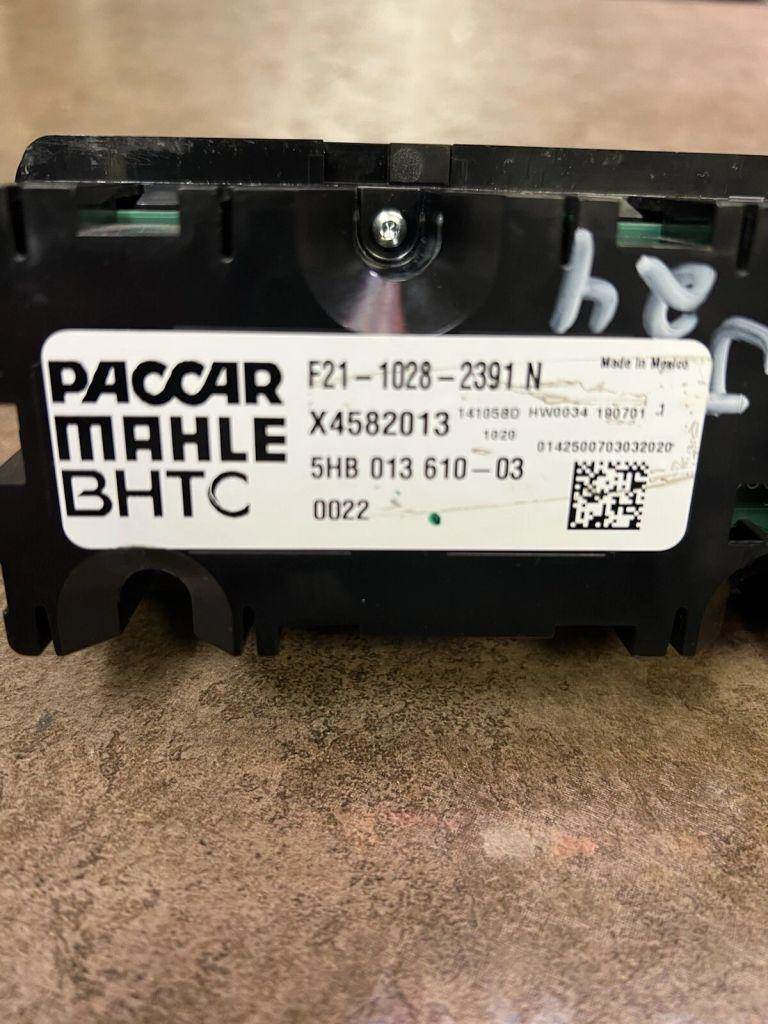 PACCAR
MAHLE
BHTC
F21-1028-2391 N
Made in Mexico
X4582013
1410580 HW0034 190701 .1
1020
0142500703032020
5HB 013 610-03
0022